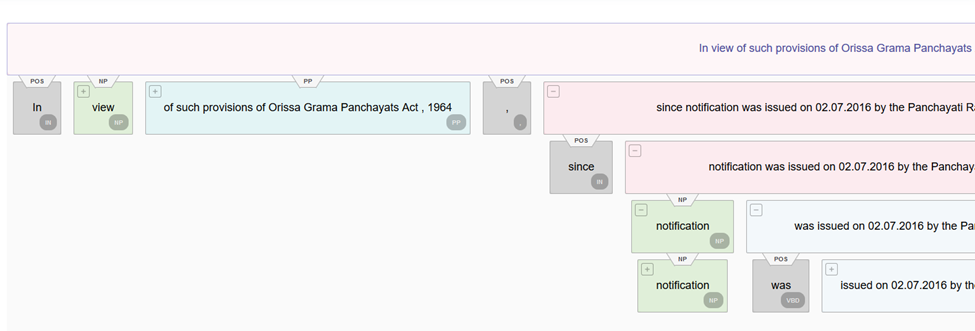 In view of such provisions of Orissa Grama Panchayats
POS NP PP POS
In view of such provisions of Orissa Grama Panchayats Act , 1964 , since notification was issued on 02.07.2016 by the Panchayati
IN NP PP ,
POS
since notification was issued on 02.07.2016 by the
IN
NP
notification was issued on 02.07.2016 by the
NP
NP POS
notification was issued on 02.07.2016 by
NP VBD